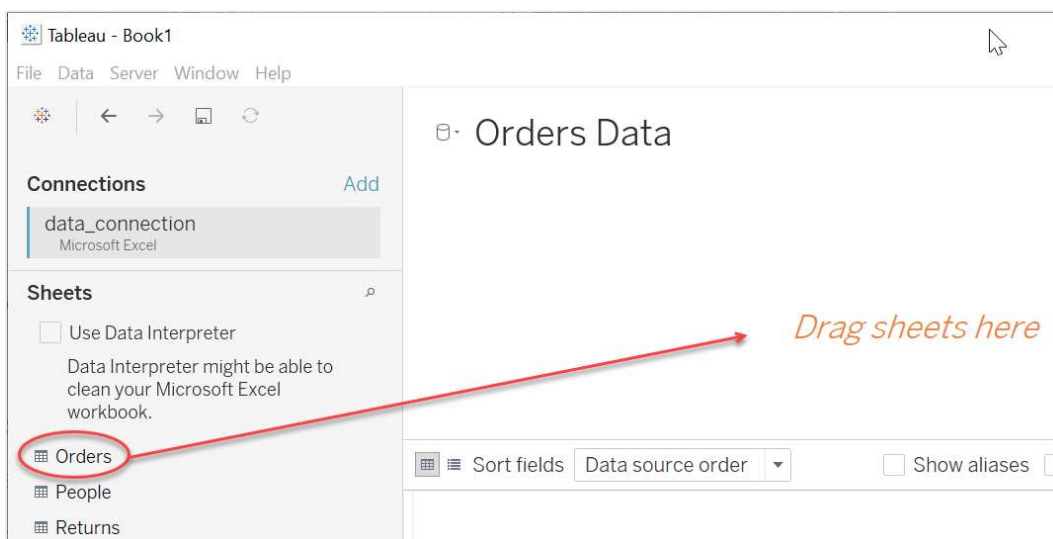 Tableau - Book1
File Data Server Window Help
Orders Data
Connections Add
data_connection
Microsoft Excel
Sheets
Use Data Interpreter
Data Interpreter might be able to
clean your Microsoft Excel
workbook.
Orders
People
Returns
Drag sheets here
Sort fields Data source order Show aliases